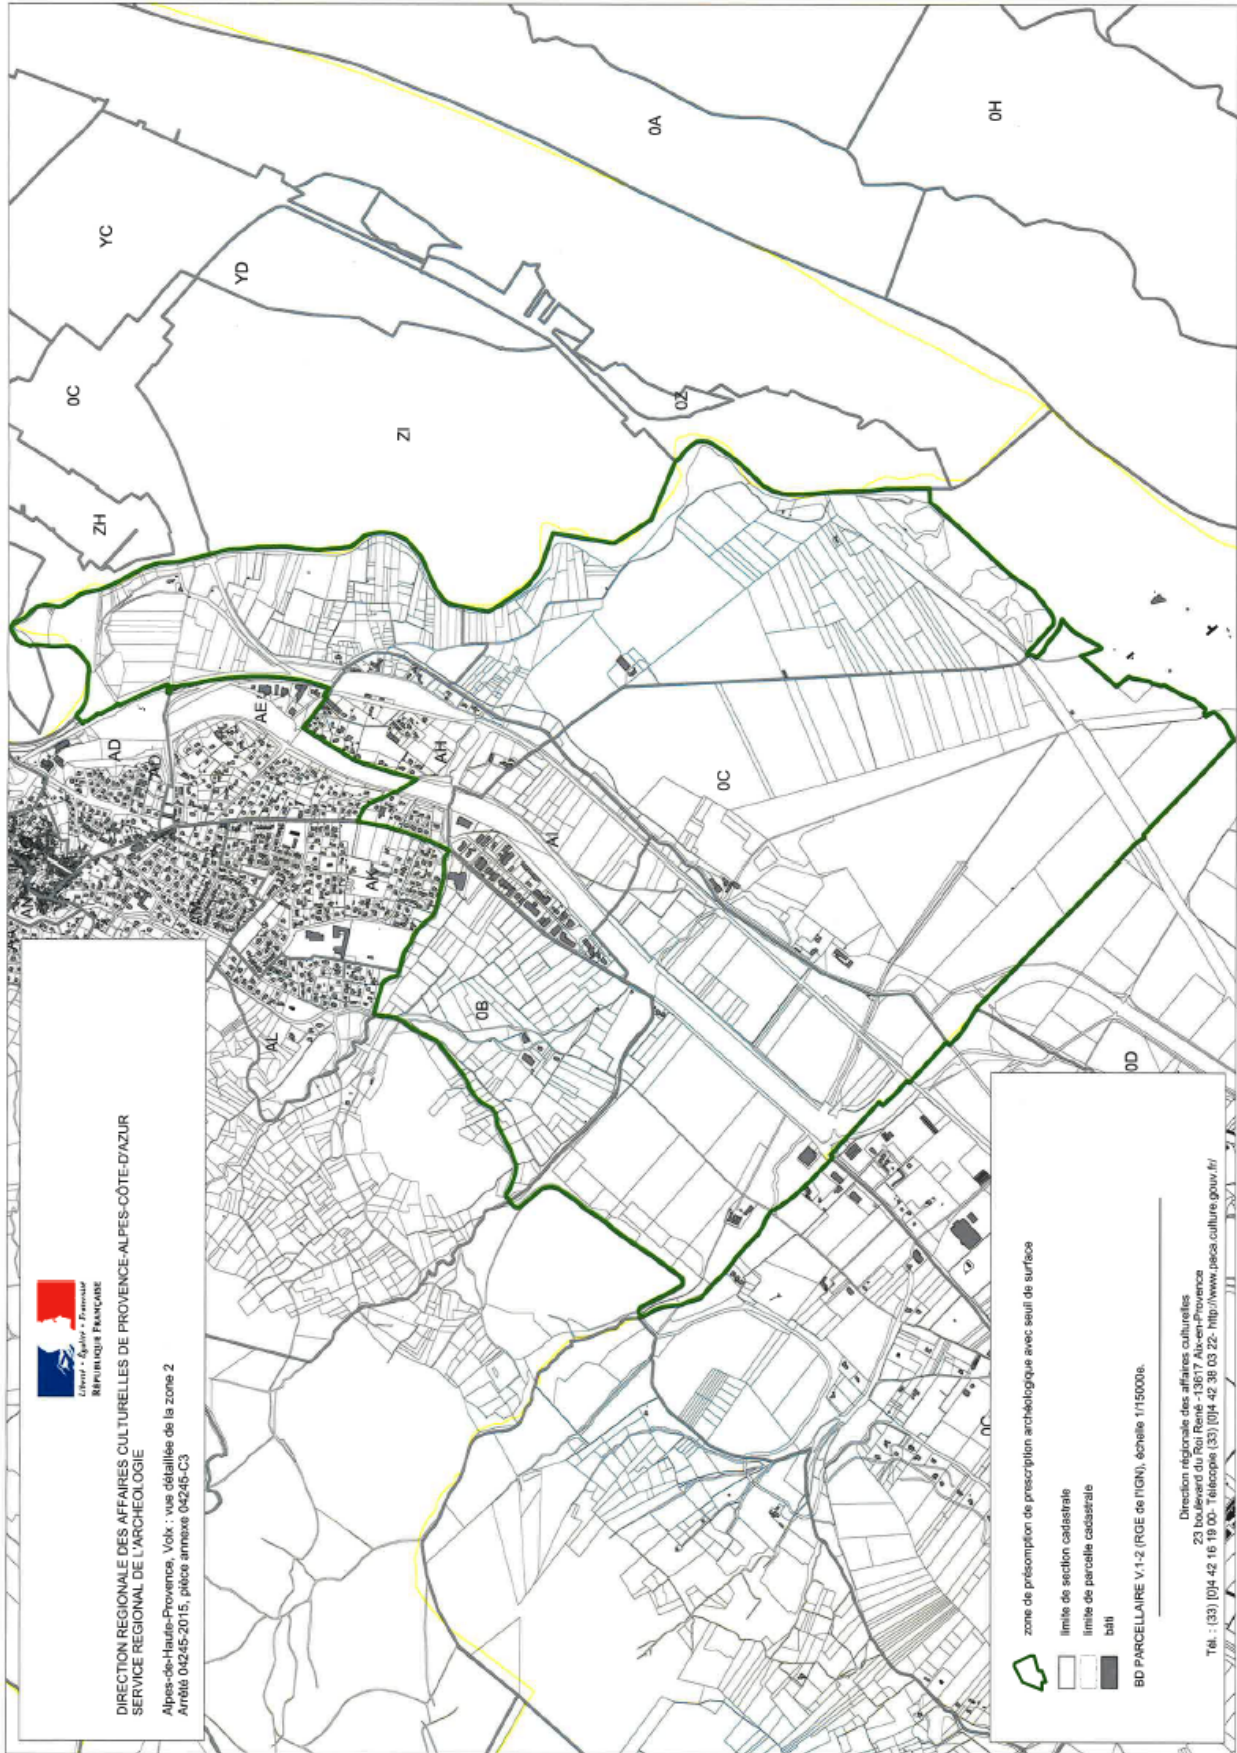 Liberté • Égalité • Fraternité
RÉPUBLIQUE FRANÇAISE
DIRECTION REGIONALE DES AFFAIRES CULTURELLES DE PROVENCE-ALPES-CÔTE-D'AZUR
SERVICE REGIONAL DE L'ARCHEOLOGIE
Alpes-de-Haute-Provence, Volx : vue détaillée de la zone 2
Arrêté 04245-2015, pièce annexe 04245-C3
AL
AK
AD
AE
AH
AI
0B
0C
ZH
0C
YC
YD
ZI
0Z
0A
0H
0D
0C
zone de présomption de prescription archéologique avec seuil de surface
limite de section cadastrale
limite de parcelle cadastrale
bâti
BD PARCELLAIRE V.1-2 (RGE de l'IGN), échelle 1/15000e.
Direction régionale des affaires culturelles
23 boulevard du Roi René -13617 Aix-en-Provence
Tél. : (33) [0]4 42 16 19 00- Télécopie (33) [0]4 42 38 03 22- http://www.paca.culture.gouv.fr/